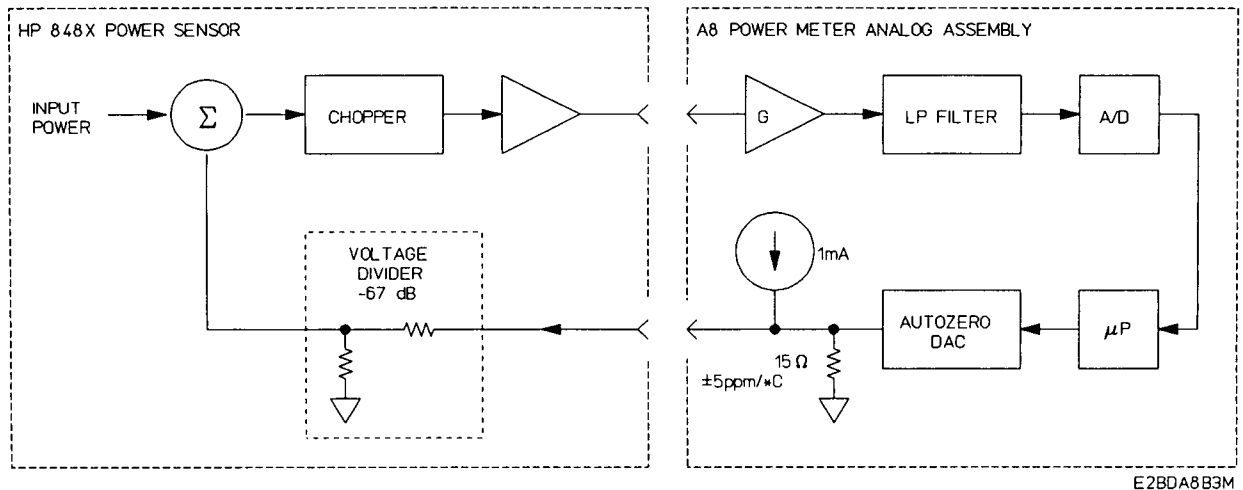 HP 848X POWER SENSOR
INPUT
POWER
Σ
CHOPPER
VOLTAGE
DIVIDER
-67 dB
A8 POWER METER ANALOG ASSEMBLY
G
LP FILTER
A/D
1mA
15 Ω
±5ppm/*C
AUTOZERO
DAC
μP
E2BDA8B3M